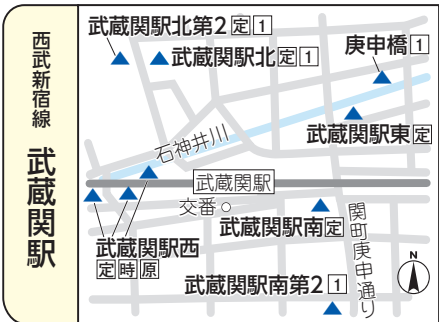 西武新宿線
武蔵関駅
武蔵関駅北第2 定 1
武蔵関駅北 定 1
庚申橋 1
武蔵関駅東 定
石神井川
武蔵関駅
交番
武蔵関駅南 定
武蔵関駅西
定 時 原
関町庚申通り
武蔵関駅南第2 1
N